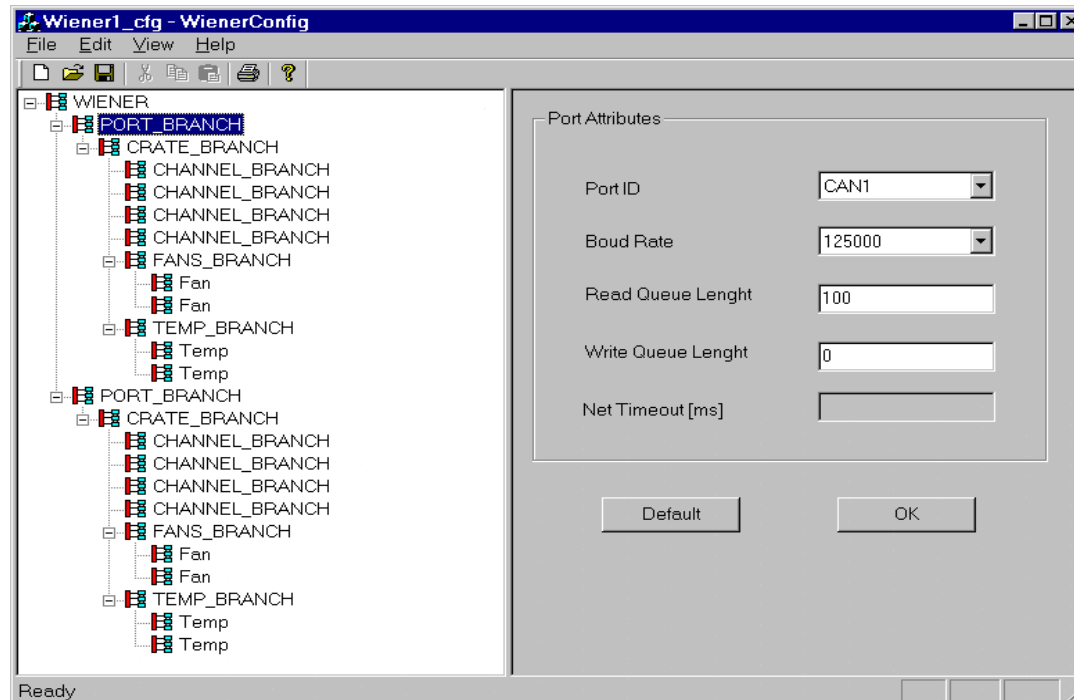 Wiener1_cfg - WienerConfig
File Edit View Help
WIENER
PORT_BRANCH
CRATE_BRANCH
CHANNEL_BRANCH
CHANNEL_BRANCH
CHANNEL_BRANCH
CHANNEL_BRANCH
FANS_BRANCH
Fan
Fan
TEMP_BRANCH
Temp
Temp
PORT_BRANCH
CRATE_BRANCH
CHANNEL_BRANCH
CHANNEL_BRANCH
CHANNEL_BRANCH
CHANNEL_BRANCH
FANS_BRANCH
Fan
Fan
TEMP_BRANCH
Temp
Temp
Port Attributes
Port ID CAN1
Boud Rate 125000
Read Queue Lenght 100
Write Queue Lenght 0
Net Timeout [ms]
Default OK
Ready